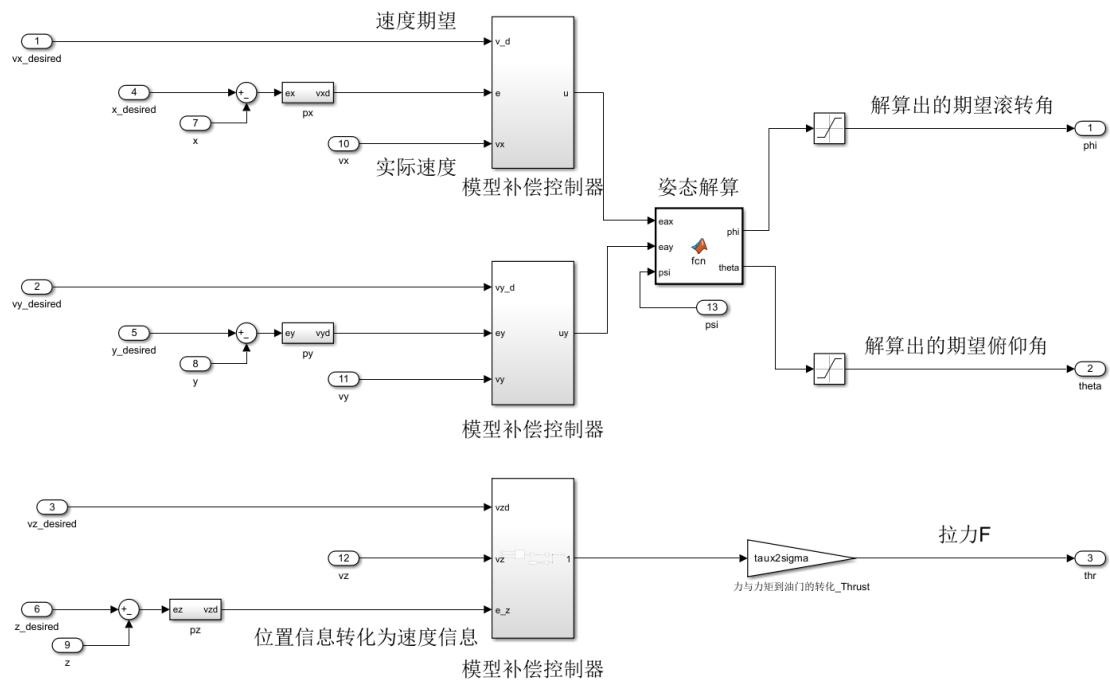 速度期望
1
vx_desired
v_d
4
x_desired
+
_
ex
vxd
px
e
u
7
x
10
vx
实际速度
vx
模型补偿控制器
解算出的期望滚转角
1
phi
姿态解算
eax
eay
psi
fcn
phi
theta
13
psi
2
vy_desired
vy_d
5
y_desired
+
_
ey
vyd
py
ey
uy
8
y
11
vy
vy
模型补偿控制器
解算出的期望俯仰角
2
theta
3
vz_desired
vzd
12
vz
vz
1
6
z_desired
+
_
ez
vzd
pz
e_z
9
z
位置信息转化为速度信息
模型补偿控制器
taux2sigma
力与力矩到油门的转化_Thrust
拉力F
3
thr